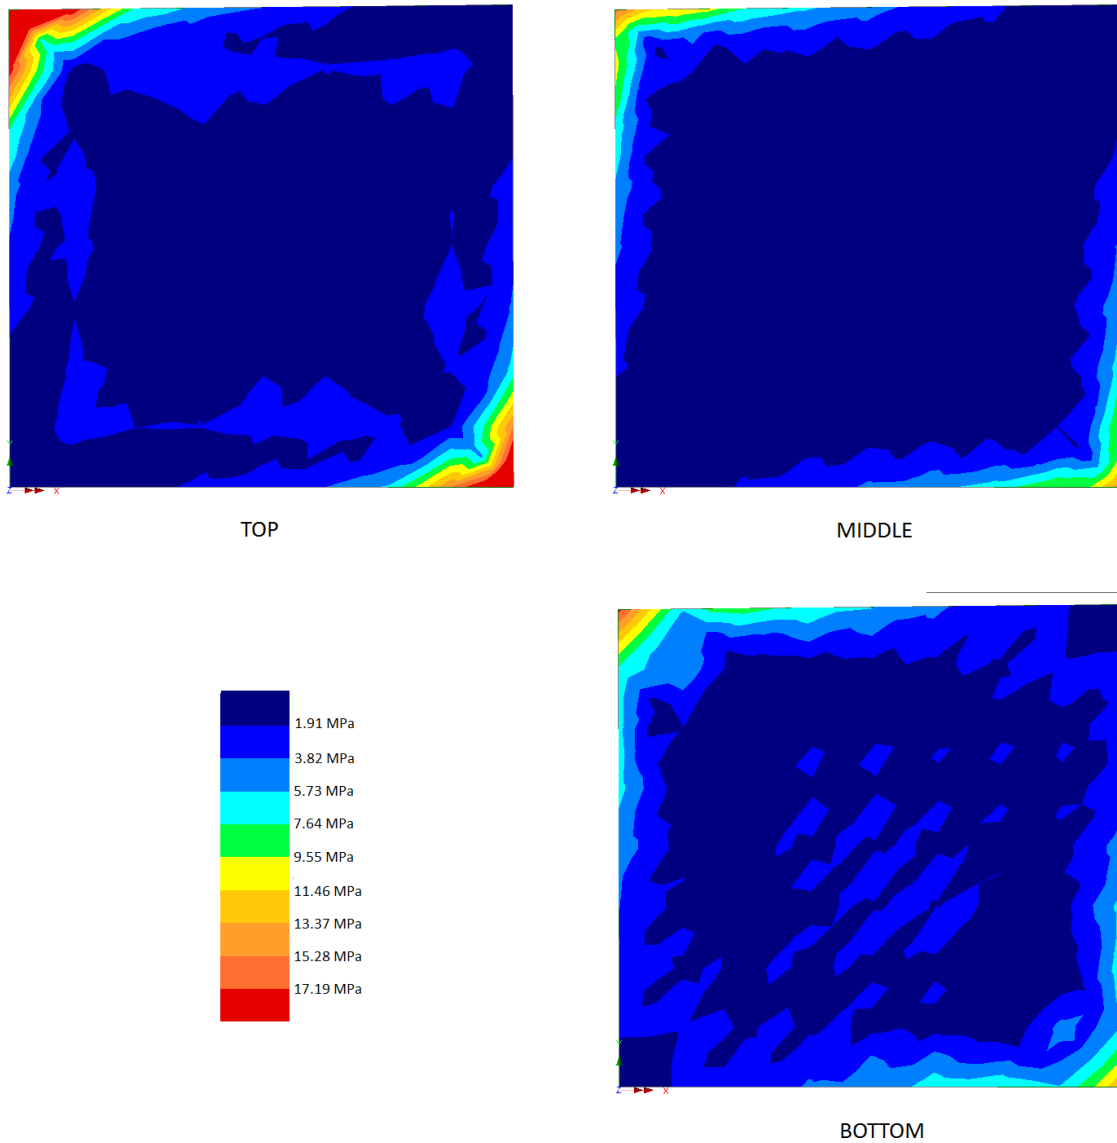 Y
Z X
Y
Z X
TOP
MIDDLE
1.91 MPa
3.82 MPa
5.73 MPa
7.64 MPa
9.55 MPa
11.46 MPa
13.37 MPa
15.28 MPa
17.19 MPa
Y
Z X
BOTTOM